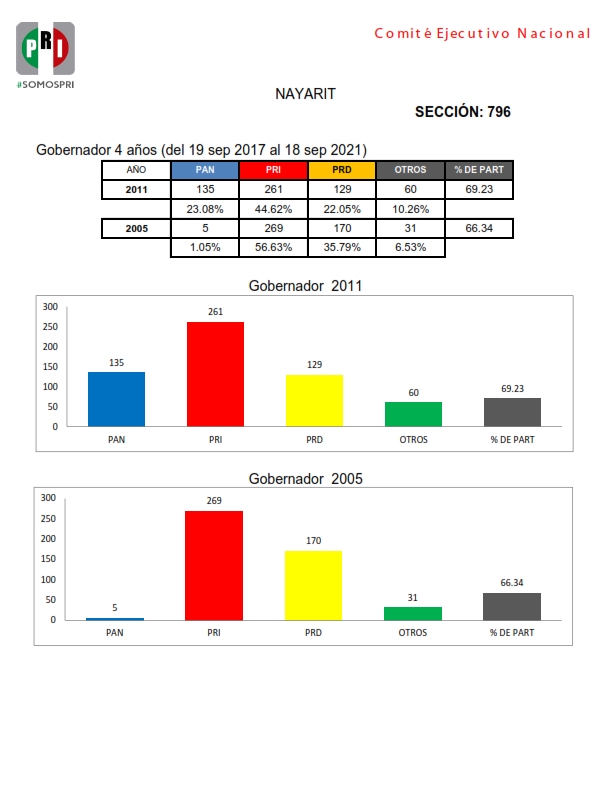 PRI
#SOMOSPRI
Comité Ejecutivo Nacional
NAYARIT
SECCIÓN: 796
Gobernador 4 años (del 19 sep 2017 al 18 sep 2021)
AÑO PAN PRI PRD OTROS % DE PART
2011 135 261 129 60 69.23
23.08% 44.62% 22.05% 10.26%
2005 5 269 170 31 66.34
1.05% 56.63% 35.79% 6.53%
Gobernador 2011
300
250
200
150
100
50
0
135
261
129
60
69.23
PAN PRI PRD OTROS % DE PART
Gobernador 2005
300
250
200
150
100
50
0
5
269
170
31
66.34
PAN PRI PRD OTROS % DE PART